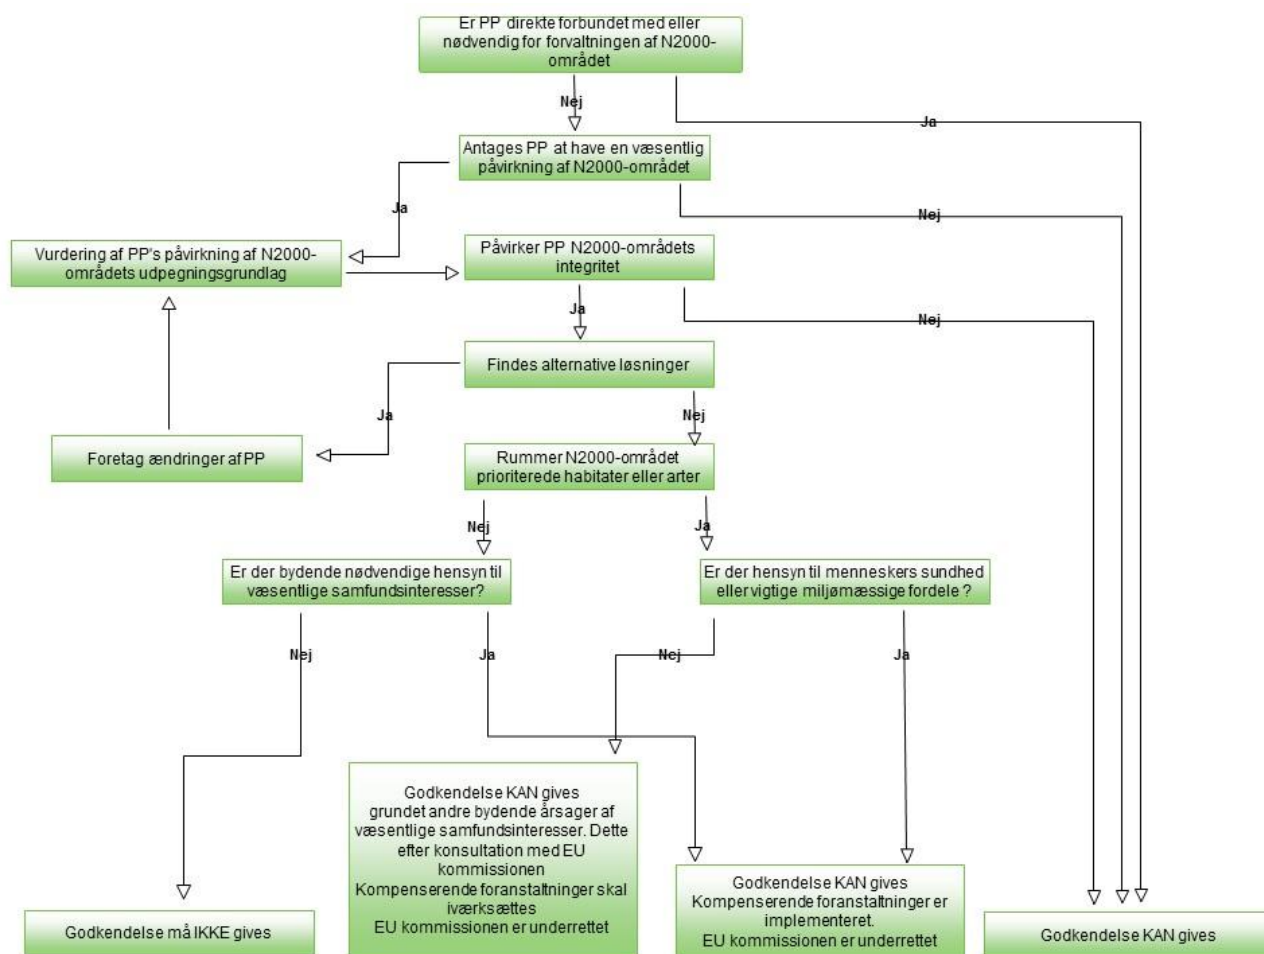 Er PP direkte forbundet med eller
nødvendig for forvaltningen af N2000-
området
Nej
Ja
Antages PP at have en væsentlig
påvirkning af N2000-området
Ja
Nej
Vurdering af PP's påvirkning af N2000-
områdets udpegningsgrundlag
Påvirker PP N2000-områdets
integritet
Ja
Nej
Findes alternative løsninger
Ja
Nej
Foretag ændringer af PP
Rummer N2000-området
prioriterede habitater eller arter
Nej
Ja
Er der bydende nødvendige hensyn til
væsentlige samfundsinteresser?
Er der hensyn til menneskers sundhed
eller vigtige miljømæssige fordele ?
Nej
Ja
Nej
Ja
Godkendelse KAN gives
grundet andre bydende årsager af
væsentlige samfundsinteresser. Dette
efter konsultation med EU
kommissionen
Kompenserende foranstaltninger skal
iværksættes
EU kommissionen er underrettet
Godkendelse KAN gives
Kompenserende foranstaltninger er
implementeret.
EU kommissionen er underrettet
Godkendelse må IKKE gives
Godkendelse KAN gives